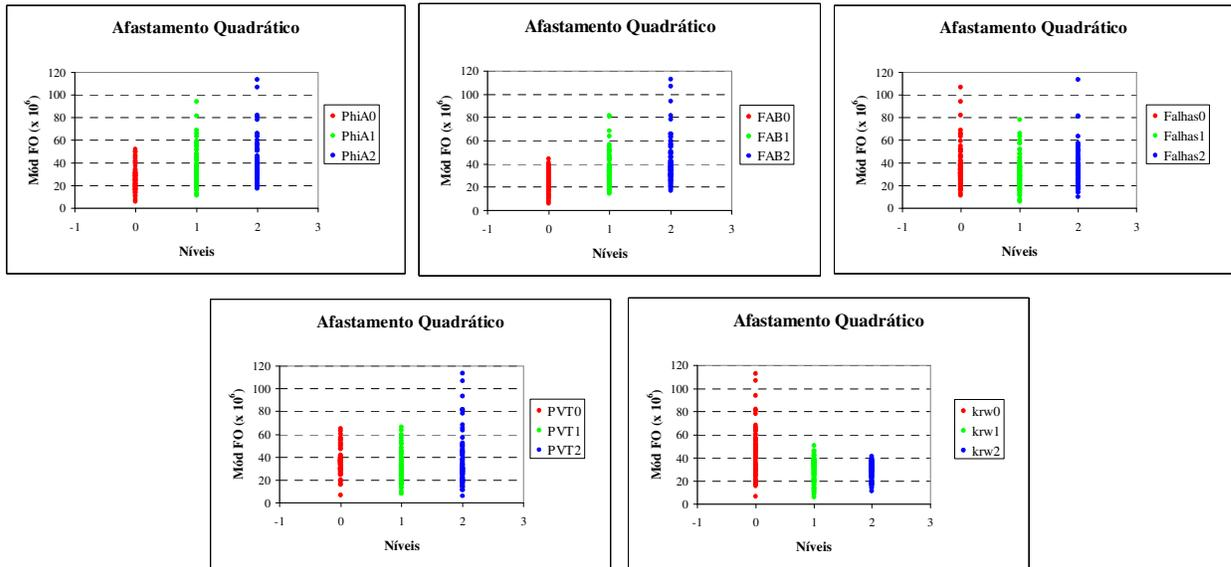 Afastamento Quadrático
Mód FO (x 10⁶)
120
100
80
60
40
20
0
-1 0 1 2 3
Níveis
PhiA0
PhiA1
PhiA2
Afastamento Quadrático
Mód FO (x 10⁶)
120
100
80
60
40
20
0
-1 0 1 2 3
Níveis
FAB0
FAB1
FAB2
Afastamento Quadrático
Mód FO (x 10⁶)
120
100
80
60
40
20
0
-1 0 1 2 3
Níveis
Falhas0
Falhas1
Falhas2
Afastamento Quadrático
Mód FO (x 10⁶)
120
100
80
60
40
20
0
-1 0 1 2 3
Níveis
PVT0
PVT1
PVT2
Afastamento Quadrático
Mód FO (x 10⁶)
120
100
80
60
40
20
0
-1 0 1 2 3
Níveis
krw0
krw1
krw2